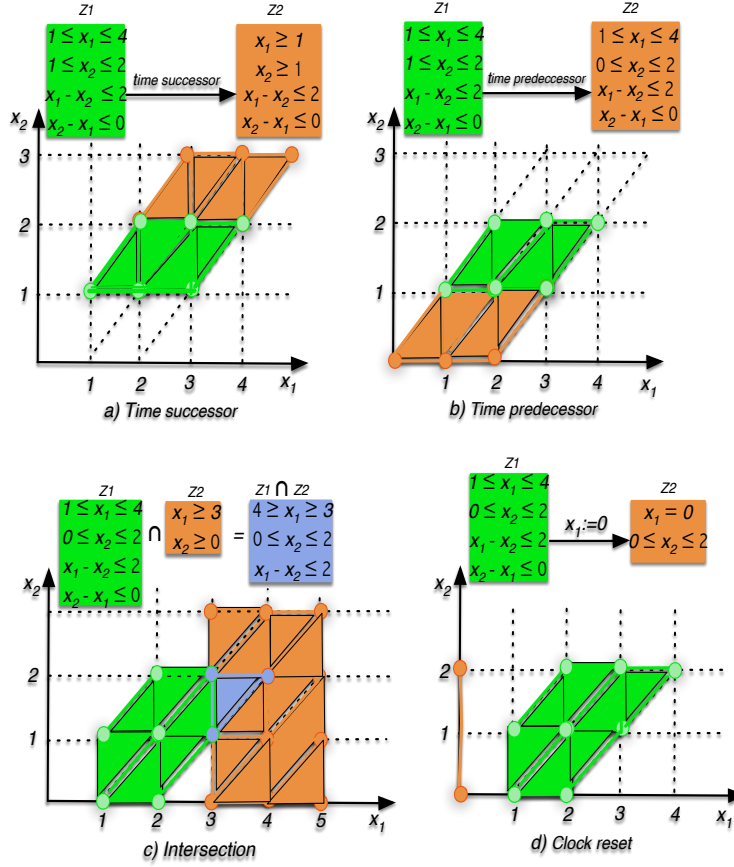 Z1
1 ≤ x₁ ≤ 4
1 ≤ x₂ ≤ 2
x₁ - x₂ ≤ 2
x₂ - x₁ ≤ 0
time successor
Z2
x₁ ≥ 1
x₂ ≥ 1
x₁ - x₂ ≤ 2
x₂ - x₁ ≤ 0
x₂
3
2
1
1 2 3 4
x₁
a) Time successor
Z1
1 ≤ x₁ ≤ 4
1 ≤ x₂ ≤ 2
x₁ - x₂ ≤ 2
x₂ - x₁ ≤ 0
time predeccesor
Z2
1 ≤ x₁ ≤ 4
0 ≤ x₂ ≤ 2
x₁ - x₂ ≤ 2
x₂ - x₁ ≤ 0
x₂
3
2
1
1 2 3 4
x₁
b) Time predecessor
Z1
1 ≤ x₁ ≤ 4
0 ≤ x₂ ≤ 2
x₁ - x₂ ≤ 2
x₂ - x₁ ≤ 0
∩
Z2
x₁ ≥ 3
x₂ ≥ 0
=
Z1 ∩ Z2
4 ≥ x₁ ≥ 3
0 ≤ x₂ ≤ 2
x₁ - x₂ ≤ 2
x₂
2
1
1 2 3 4 5
x₁
c) Intersection
Z1
1 ≤ x₁ ≤ 4
0 ≤ x₂ ≤ 2
x₁ - x₂ ≤ 2
x₂ - x₁ ≤ 0
x₁:=0
Z2
x₁ = 0
0 ≤ x₂ ≤ 2
x₂
2
1
1 2 3 4
x₁
d) Clock reset